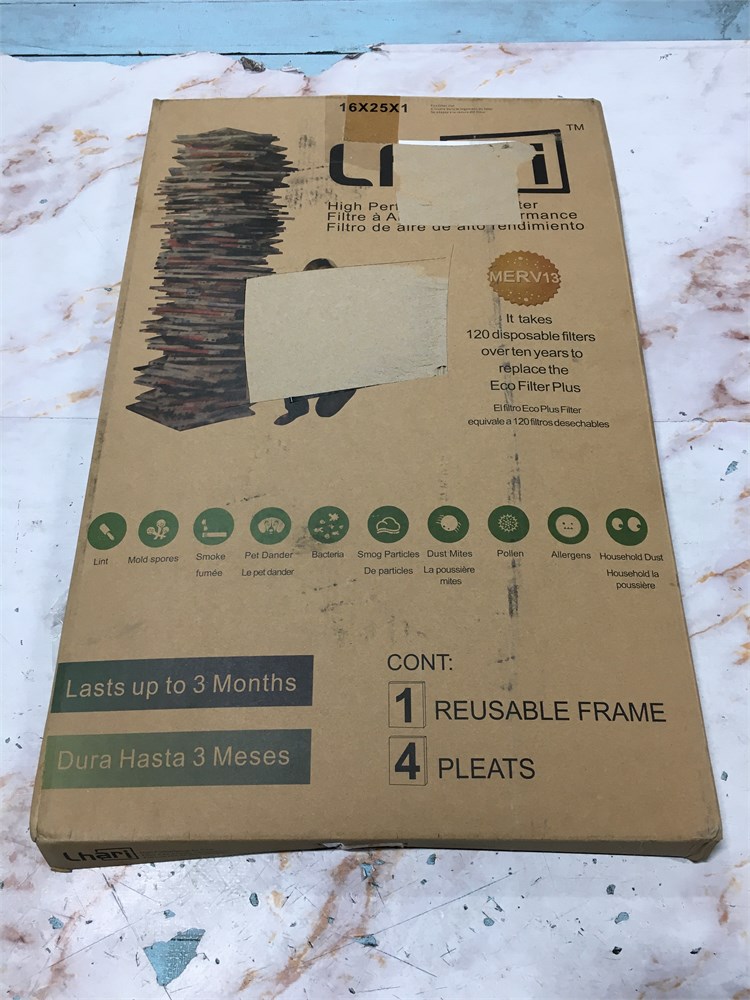 16X25X1
TM
High Per
Filtre à A rmance
Filtro de aire de alto rendimiento
MERV13
It takes
120 disposable filters
over ten years to
replace the
Eco Filter Plus
El filtro Eco Plus Filter
equivale a 120 filtros desechables
Lint Mold spores Smoke Pet Dander Bacteria Smog Particles Dust Mites Pollen Allergens Household Dust
fumée Le pet dander De particles La poussière mites Household la poussière
Lasts up to 3 Months
CONT:
1 REUSABLE FRAME
Dura Hasta 3 Meses
4 PLEATS
Lhari